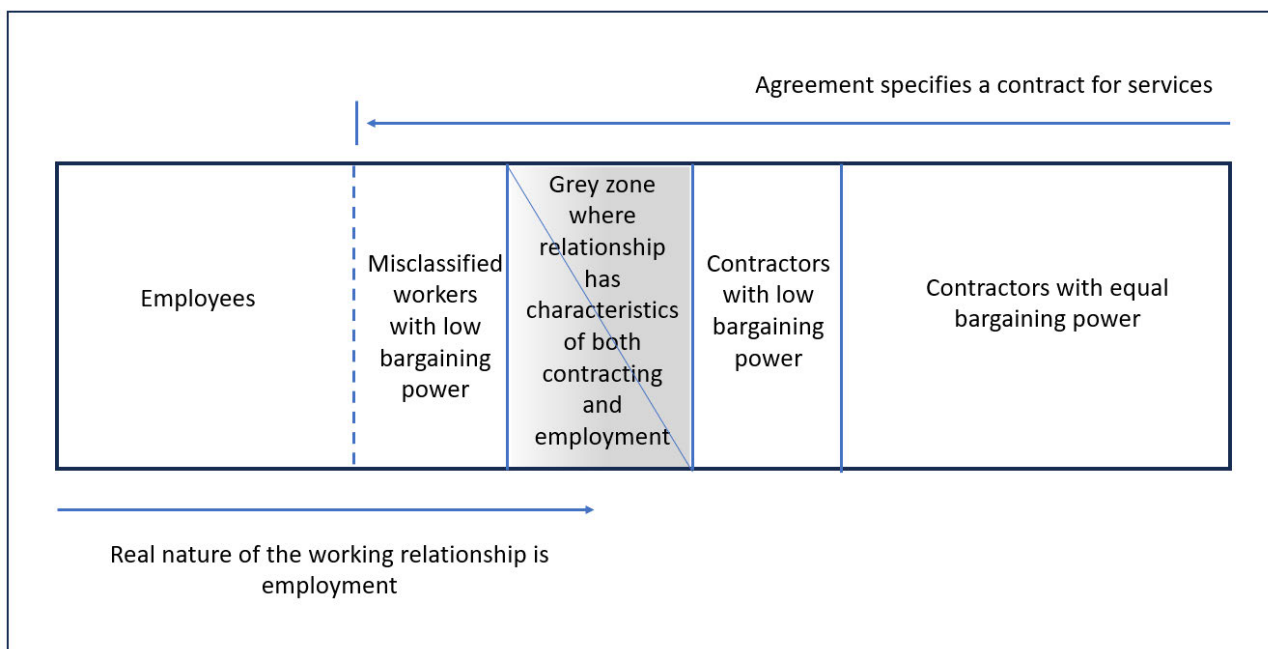 Agreement specifies a contract for services
Employees
Misclassified
workers
with low
bargaining
power
Grey zone
where
relationship
has
characteristics
of both
contracting
and
employment
Contractors
with low
bargaining
power
Contractors with equal
bargaining power
Real nature of the working relationship is
employment